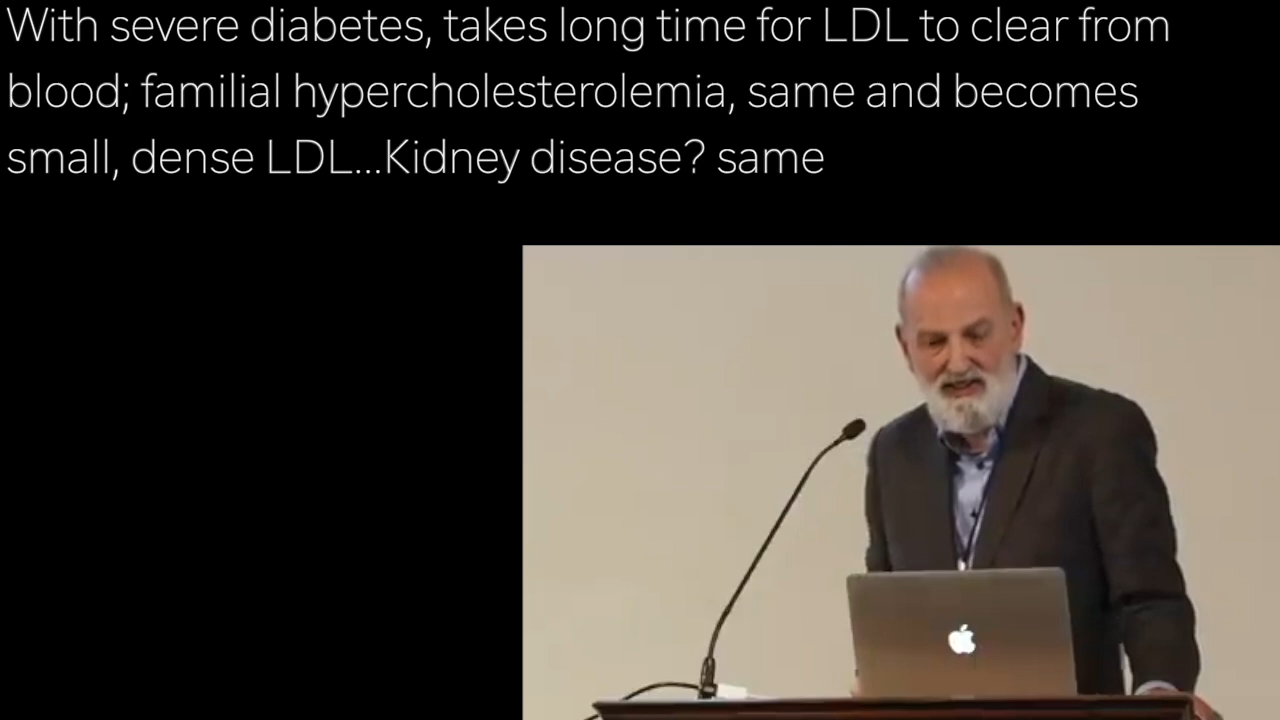 With severe diabetes, takes long time for LDL to clear from
blood; familial hypercholesterolemia, same and becomes
small, dense LDL...Kidney disease? same